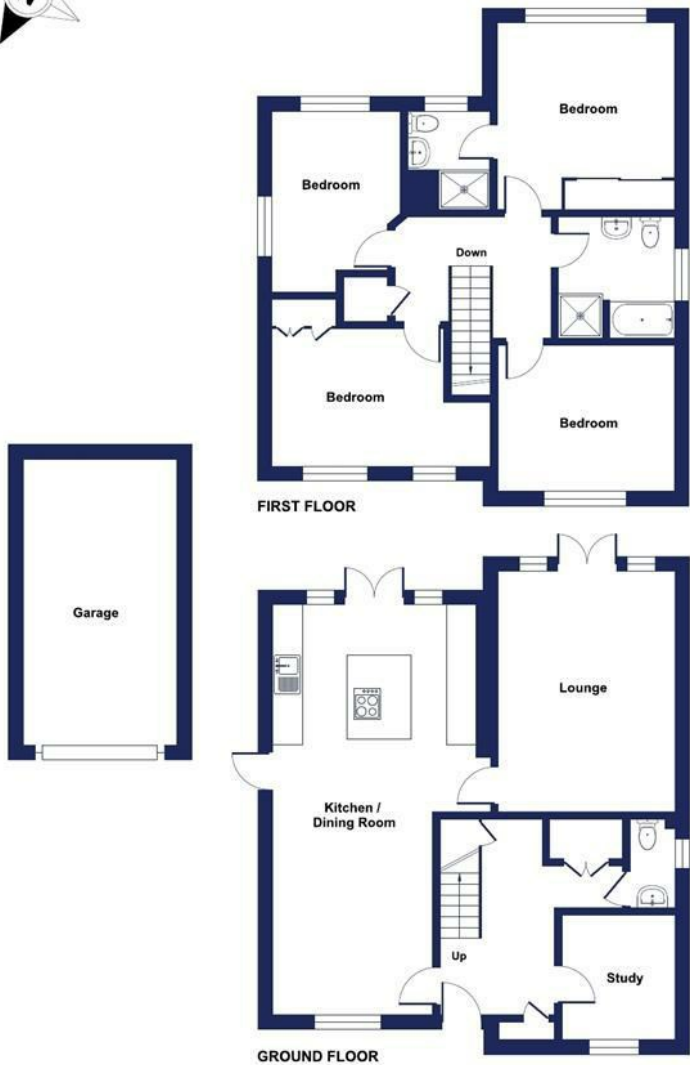 Bedroom
Bedroom
Down
Bedroom
Bedroom
FIRST FLOOR
Garage
Lounge
Kitchen /
Dining Room
Up
Study
GROUND FLOOR